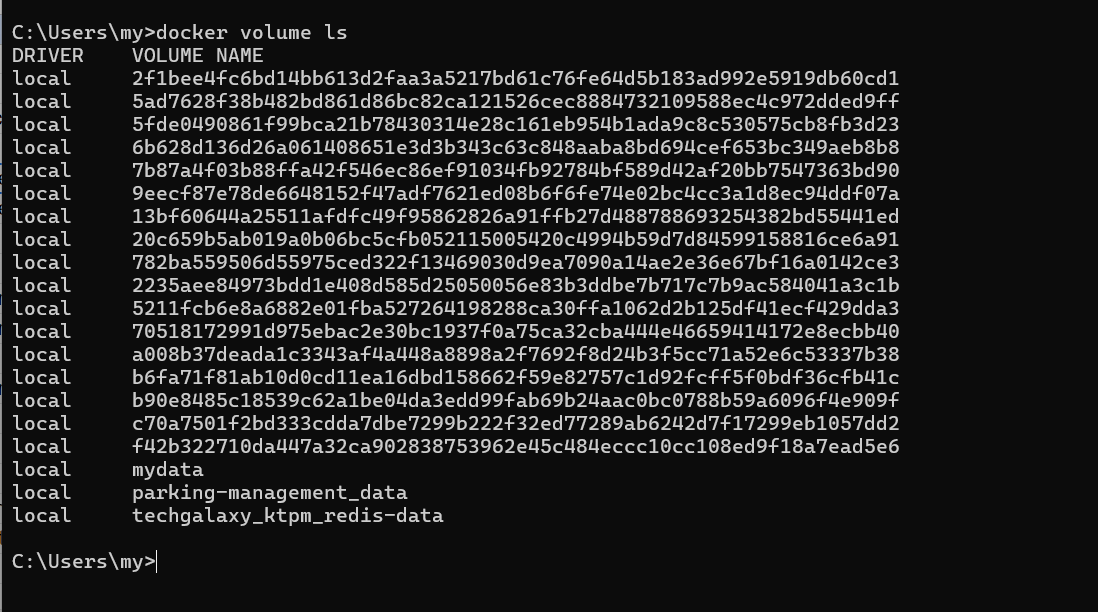 C:\Users\my>docker volume ls
DRIVER    VOLUME NAME
local     2f1bee4fc6bd14bb613d2faa3a5217bd61c76fe64d5b183ad992e5919db60cd1
local     5ad7628f38b482bd861d86bc82ca121526cec8884732109588ec4c972dded9ff
local     5fde0490861f99bca21b78430314e28c161eb954b1ada9c8c530575cb8fb3d23
local     6b628d136d26a061408651e3d3b343c63c848aaba8bd694cef653bc349aeb8b8
local     7b87a4f03b88ffa42f546ec86ef91034fb92784bf589d42af20bb7547363bd90
local     9eecf87e78de6648152f47adf7621ed08b6f6fe74e02bc4cc3a1d8ec94ddf07a
local     13bf60644a25511afdfc49f95862826a91ffb27d488788693254382bd55441ed
local     20c659b5ab019a0b06bc5cfb052115005420c4994b59d7d84599158816ce6a91
local     782ba559506d55975ced322f13469030d9ea7090a14ae2e36e67bf16a0142ce3
local     2235aee84973bdd1e408d585d25050056e83b3ddbe7b717c7b9ac584041a3c1b
local     5211fcb6e8a6882e01fba527264198288ca30ffa1062d2b125df41ecf429dda3
local     70518172991d975ebac2e30bc1937f0a75ca32cba444e46659414172e8ecbb40
local     a008b37deada1c3343af4a448a8898a2f7692f8d24b3f5cc71a52e6c53337b38
local     b6fa71f81ab10d0cd11ea16dbd158662f59e82757c1d92fcff5f0bdf36cfb41c
local     b90e8485c18539c62a1be04da3edd99fab69b24aac0bc0788b59a6096f4e909f
local     c70a7501f2bd333cdda7dbe7299b222f32ed77289ab6242d7f17299eb1057dd2
local     f42b322710da447a32ca902838753962e45c484eccc10cc108ed9f18a7ead5e6
local     mydata
local     parking-management_data
local     techgalaxy_ktpm_redis-data
C:\Users\my>